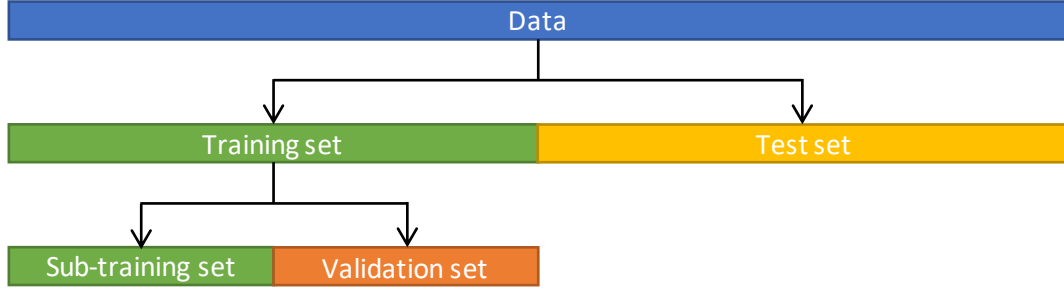 Data
Training set
Test set
Sub-training set
Validation set